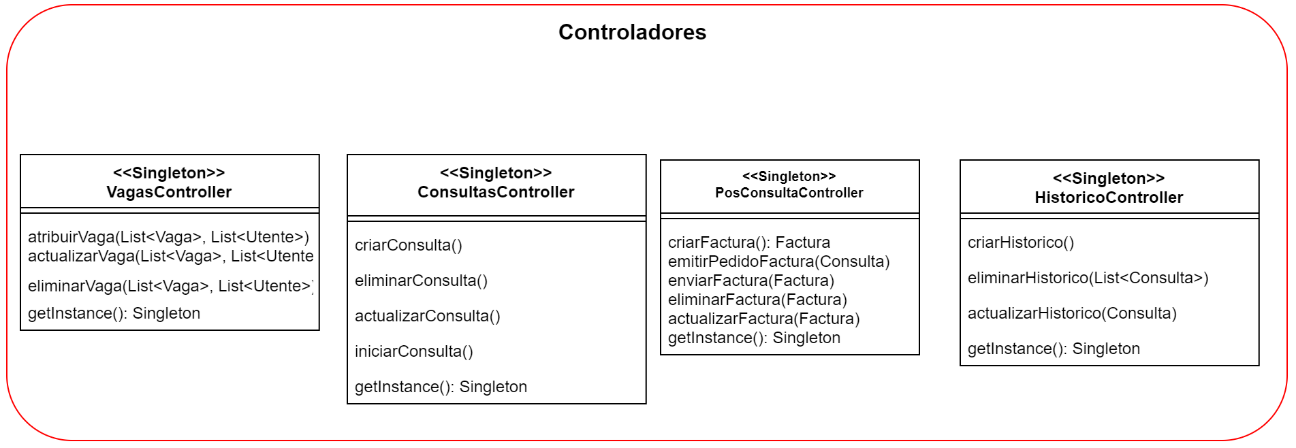 Controladores
<<Singleton>>
VagasController
atribuirVaga(List<Vaga>, List<Utente>)
actualizarVaga(List<Vaga>, List<Utente
eliminarVaga(List<Vaga>, List<Utente>)
getInstance(): Singleton
<<Singleton>>
ConsultasController
criarConsulta()
eliminarConsulta()
actualizarConsulta()
iniciarConsulta()
getInstance(): Singleton
<<Singleton>>
PosConsultaController
criarFactura(): Factura
emitirPedidoFactura(Consulta)
enviarFactura(Factura)
eliminarFactura(Factura)
actualizarFactura(Factura)
getInstance(): Singleton
<<Singleton>>
HistoricoController
criarHistorico()
eliminarHistorico(List<Consulta>)
actualizarHistorico(Consulta)
getInstance(): Singleton